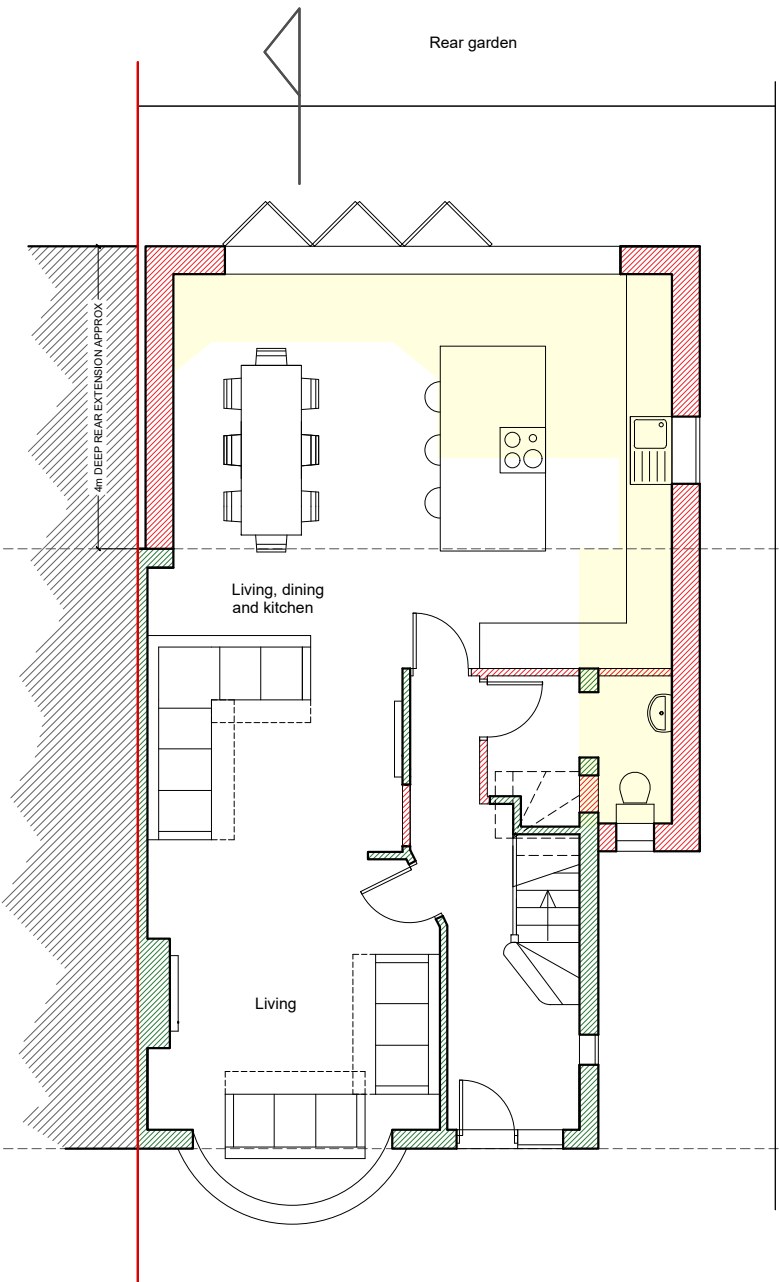 Rear garden
4m DEEP REAR EXTENSION APPROX
Living, dining
and kitchen
Living